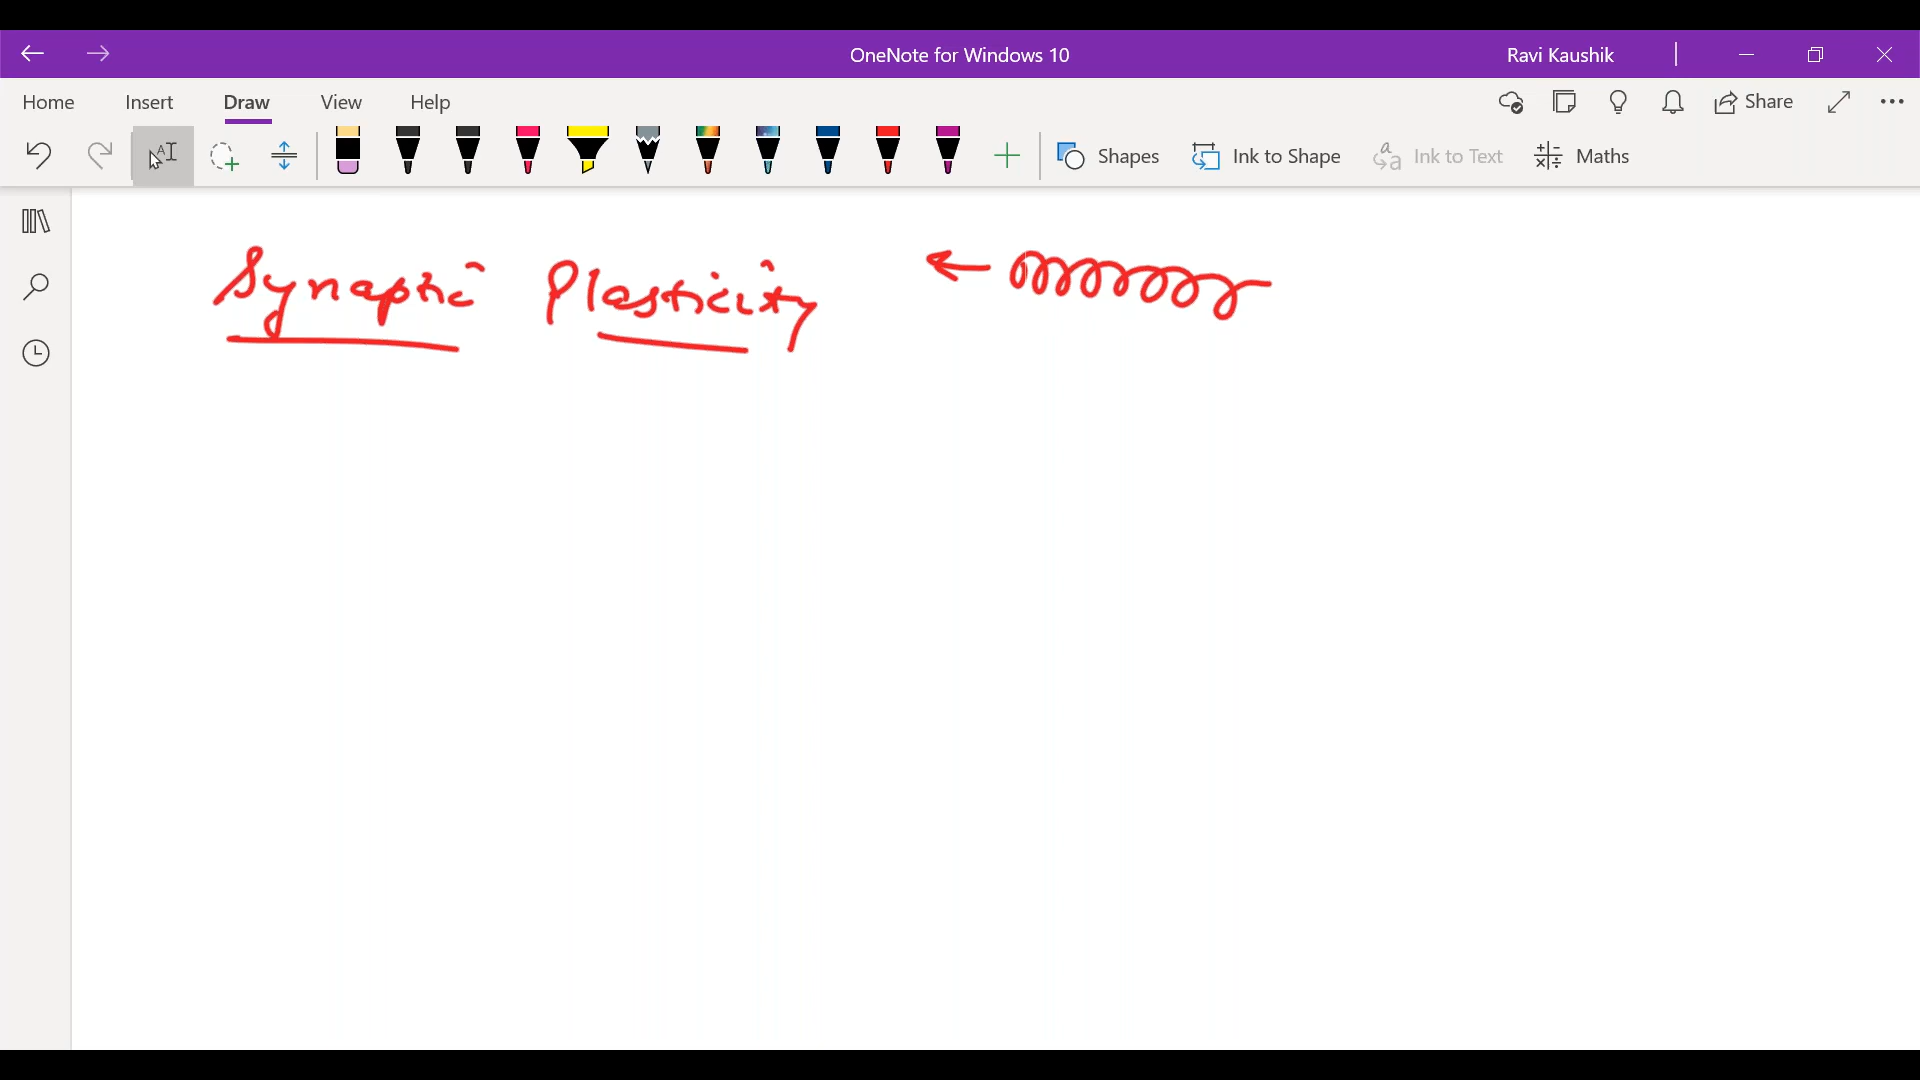 OneNote for Windows 10
Ravi Kaushik
Home Insert Draw View Help
Share
Shapes Ink to Shape Ink to Text Maths
Synaptic Plasticity